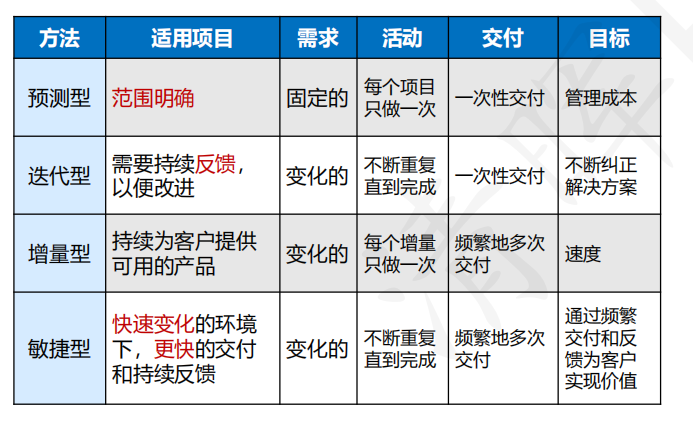 方法 适用项目 需求 活动 交付 目标
预测型 范围明确 固定的 每个项目 一次性交付 管理成本
只做一次
迭代型 需要持续反馈， 变化的 不断重复 一次性交付 不断纠正
以便改进 直到完成 解决方案
增量型 持续为客户提供 变化的 每个增量 频繁地多次 速度
可用的产品 只做一次 交付
敏捷型 快速变化的环境 变化的 不断重复 频繁地多次 通过频繁
下，更快的交付 直到完成 交付 交付和反
和持续反馈 馈为客户
实现价值
清晖